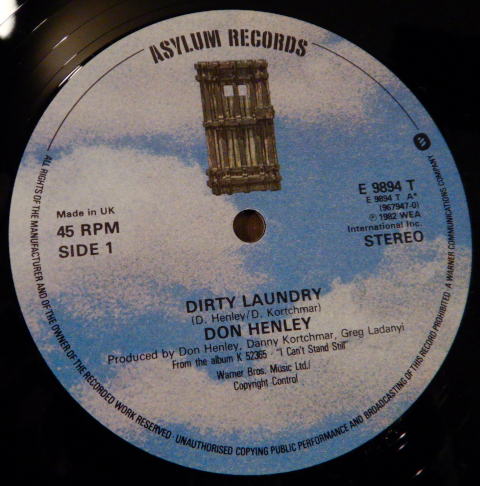 ASYLUM RECORDS
Made in UK
45 RPM
SIDE 1
E 9894 T
E 9894 T A*
(967947-0)
℗ 1982 WEA
International Inc.
STEREO
DIRTY LAUNDRY
(D. Henley/D. Kortchmar)
DON HENLEY
Produced by Don Henley, Danny Kortchmar, Greg Ladanyi
From the album K 52365 - "I Can't Stand Still"
Warner Bros. Music Ltd./
Copyright Control
ALL RIGHTS OF THE MANUFACTURER AND OF THE OWNER OF THE RECORDED WORK RESERVED · UNAUTHORISED COPYING PUBLIC PERFORMANCE AND BROADCASTING OF THIS RECORD PROHIBITED · A WARNER COMMUNICATIONS COMPANY